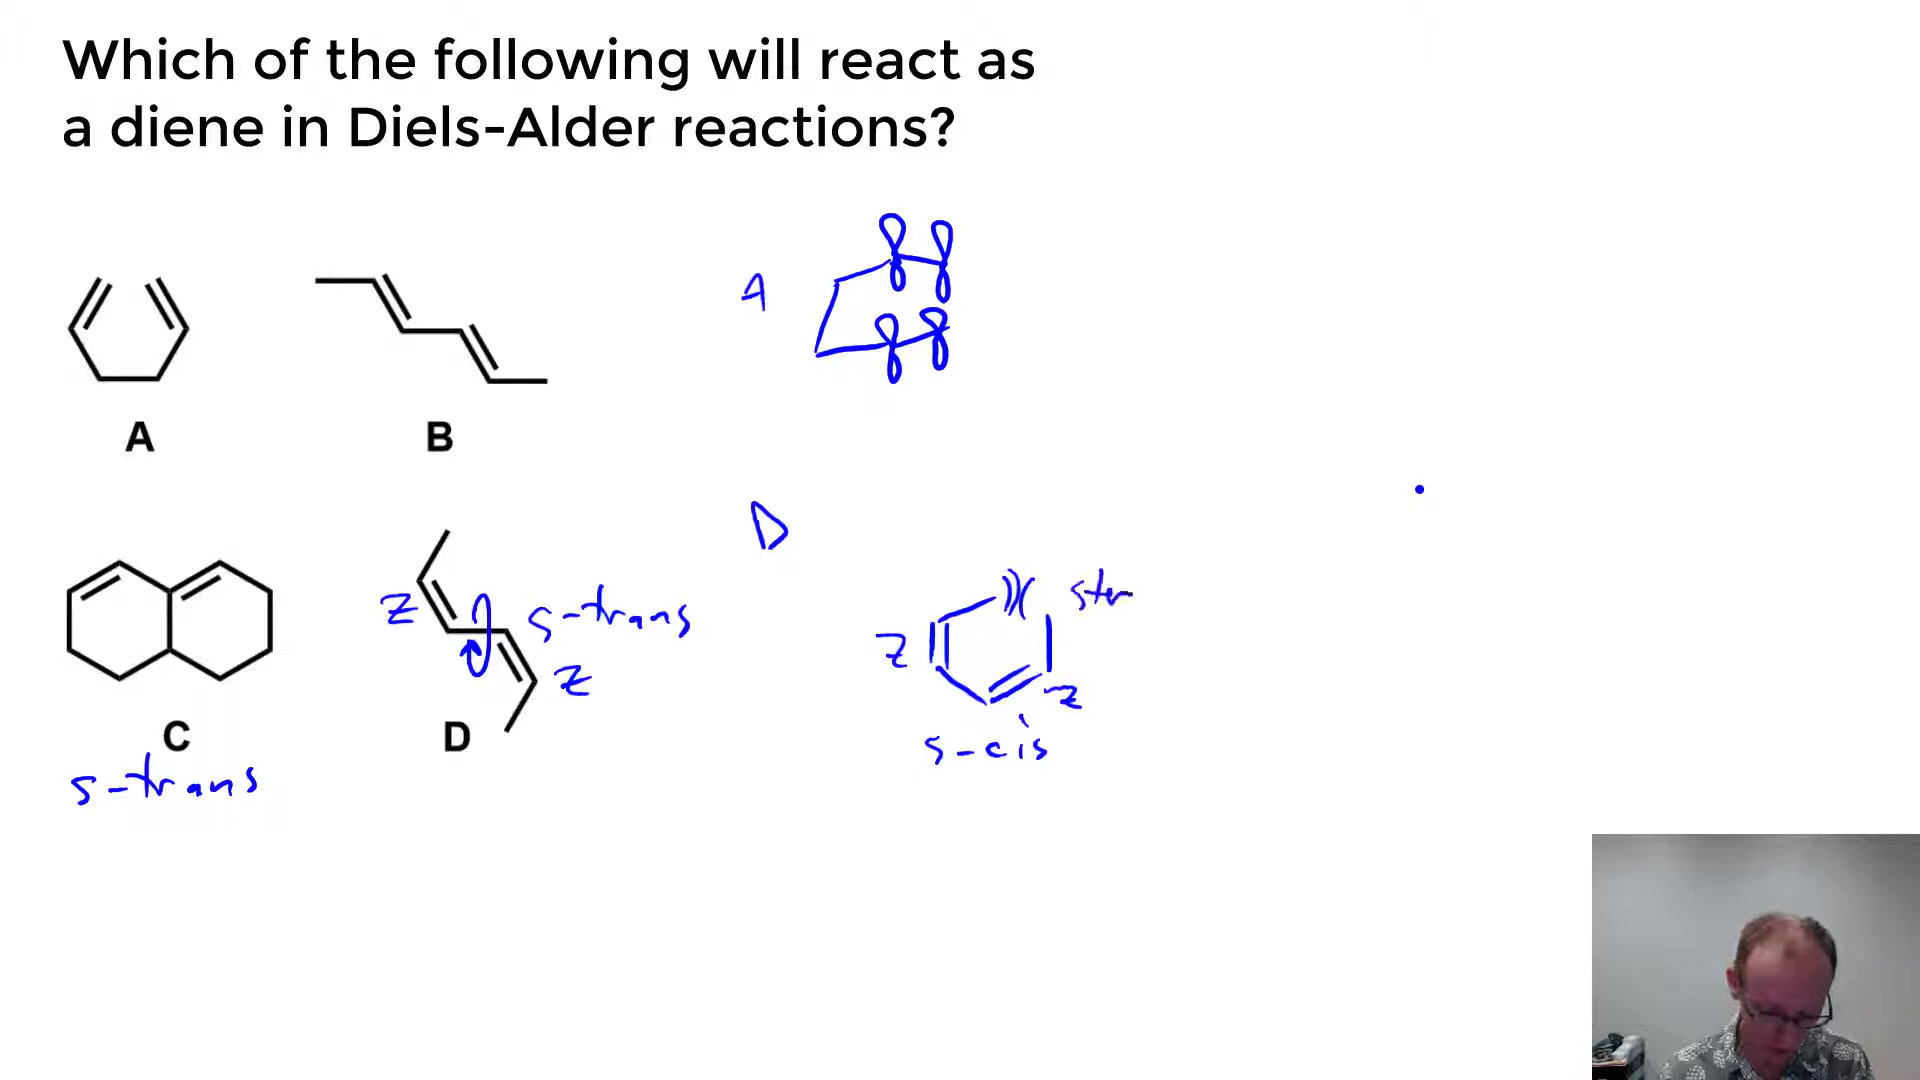 Which of the following will react as
a diene in Diels-Alder reactions?
A
A
B
D
Z
s-trans
Z
Z
ster
Z
s-cis
C
D
s-trans